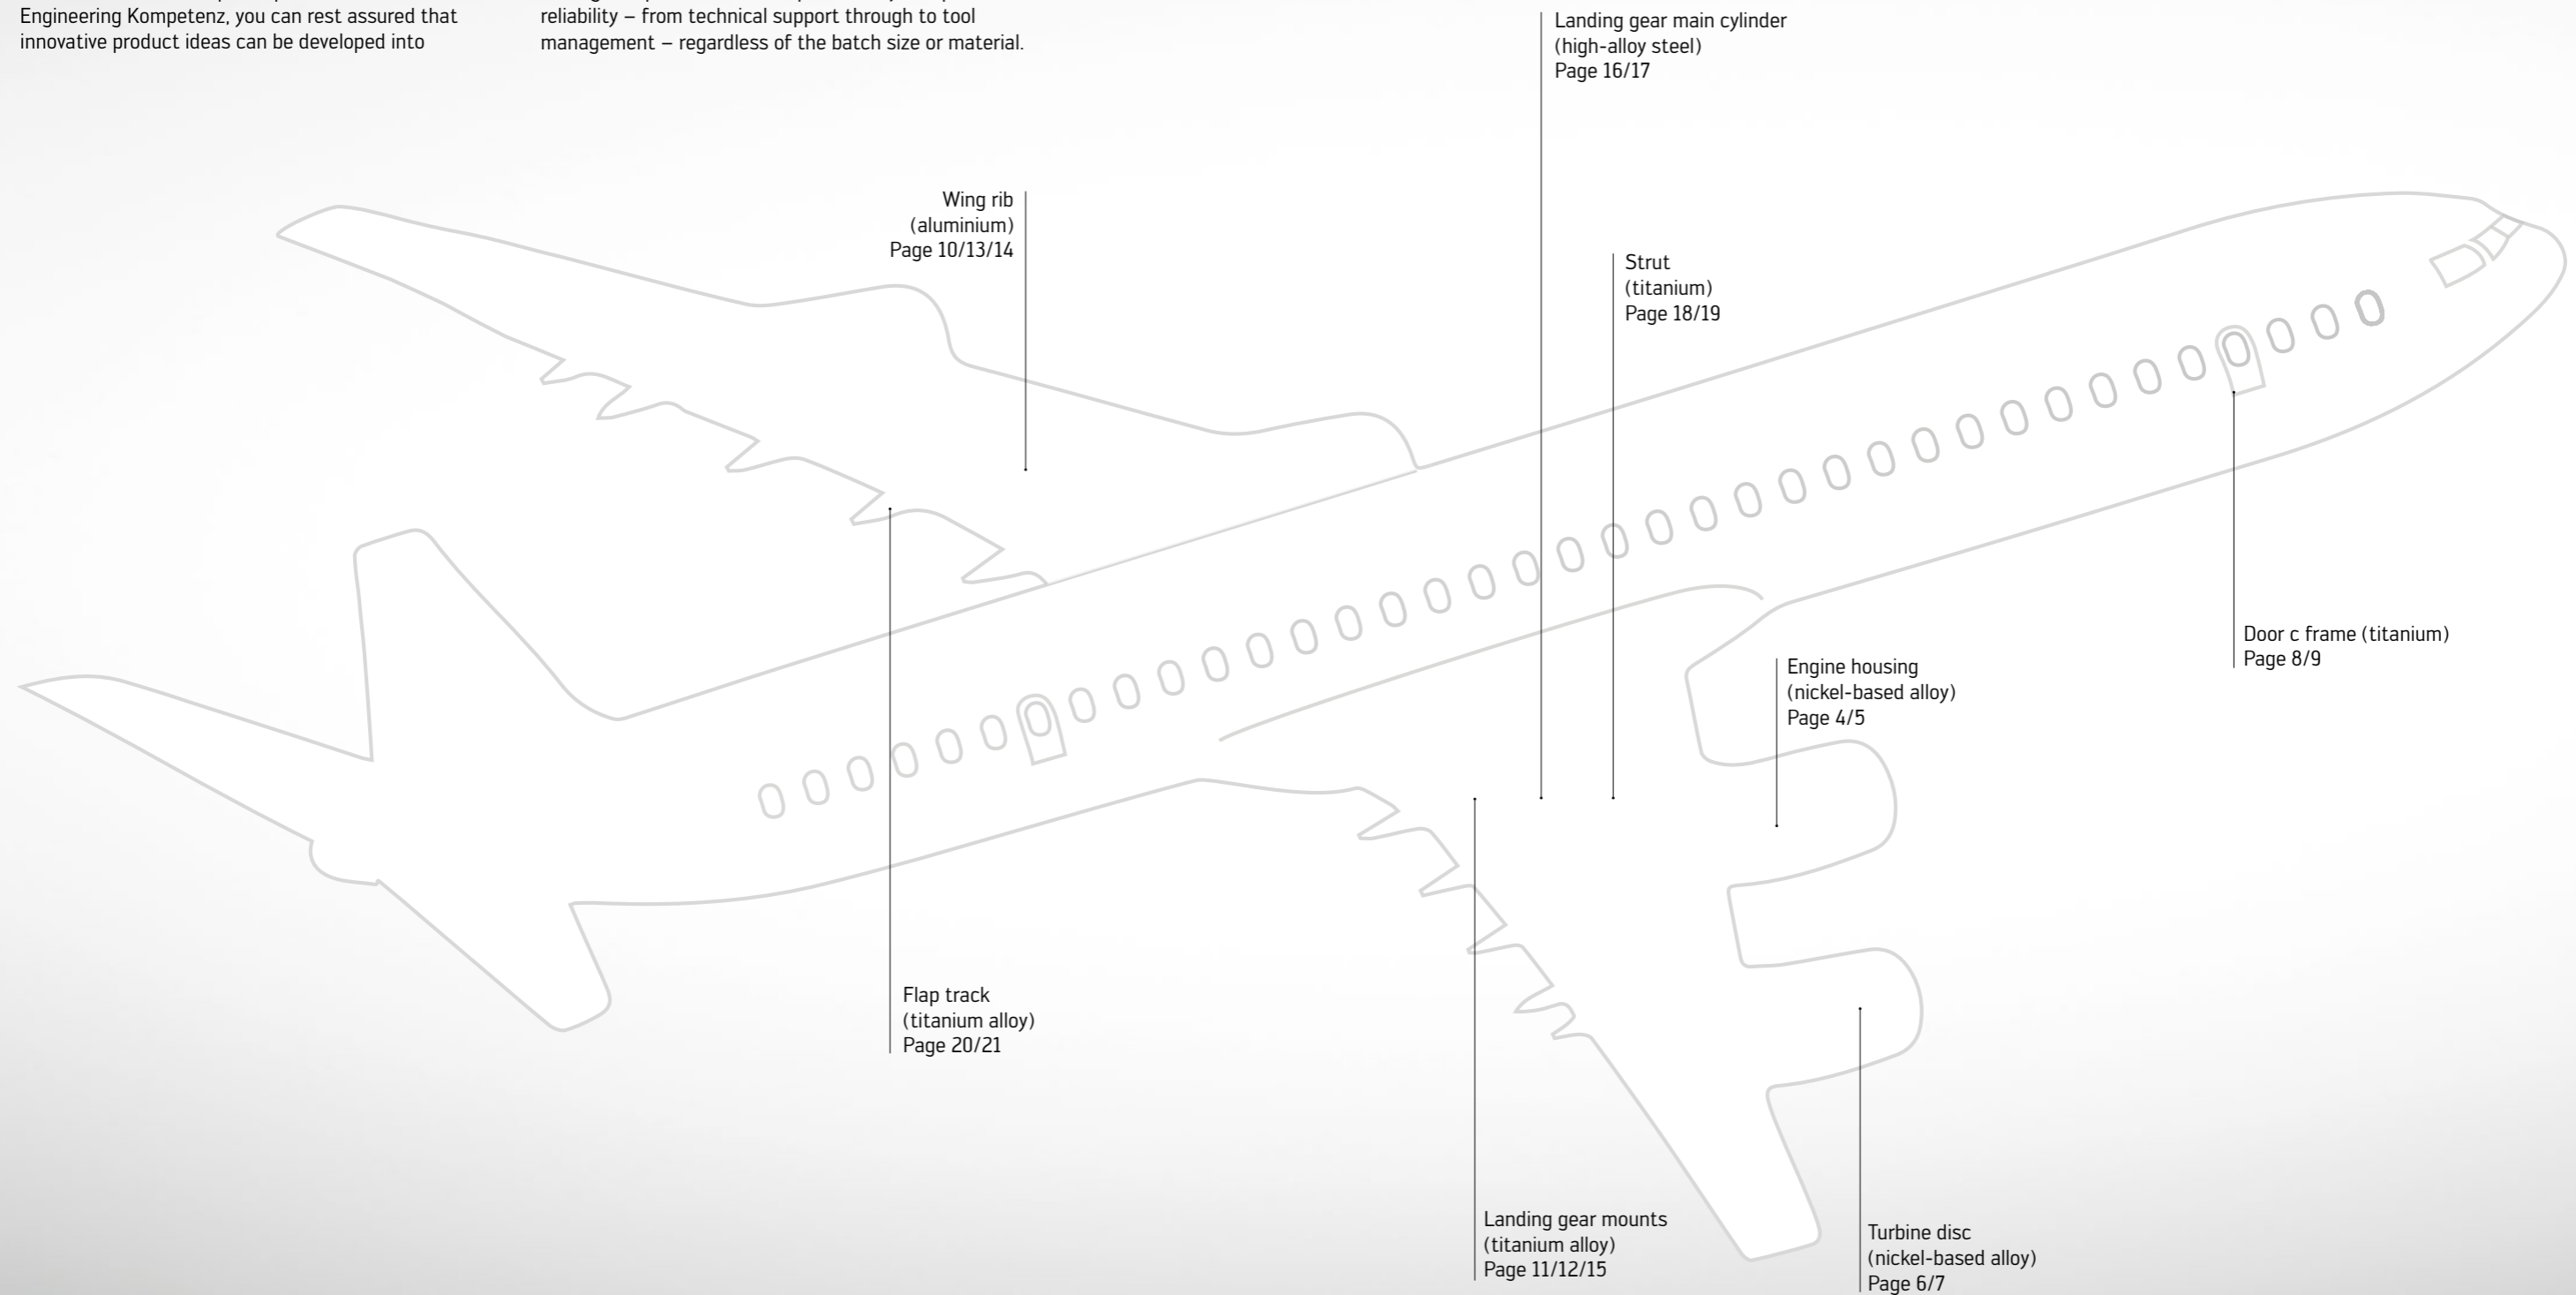 Engineering Kompetenz, you can rest assured that
innovative product ideas can be developed into
reliability – from technical support through to tool
management – regardless of the batch size or material.
Landing gear main cylinder
(high-alloy steel)
Page 16/17
Wing rib
(aluminium)
Page 10/13/14
Strut
(titanium)
Page 18/19
Door c frame (titanium)
Page 8/9
Engine housing
(nickel-based alloy)
Page 4/5
Flap track
(titanium alloy)
Page 20/21
Landing gear mounts
(titanium alloy)
Page 11/12/15
Turbine disc
(nickel-based alloy)
Page 6/7